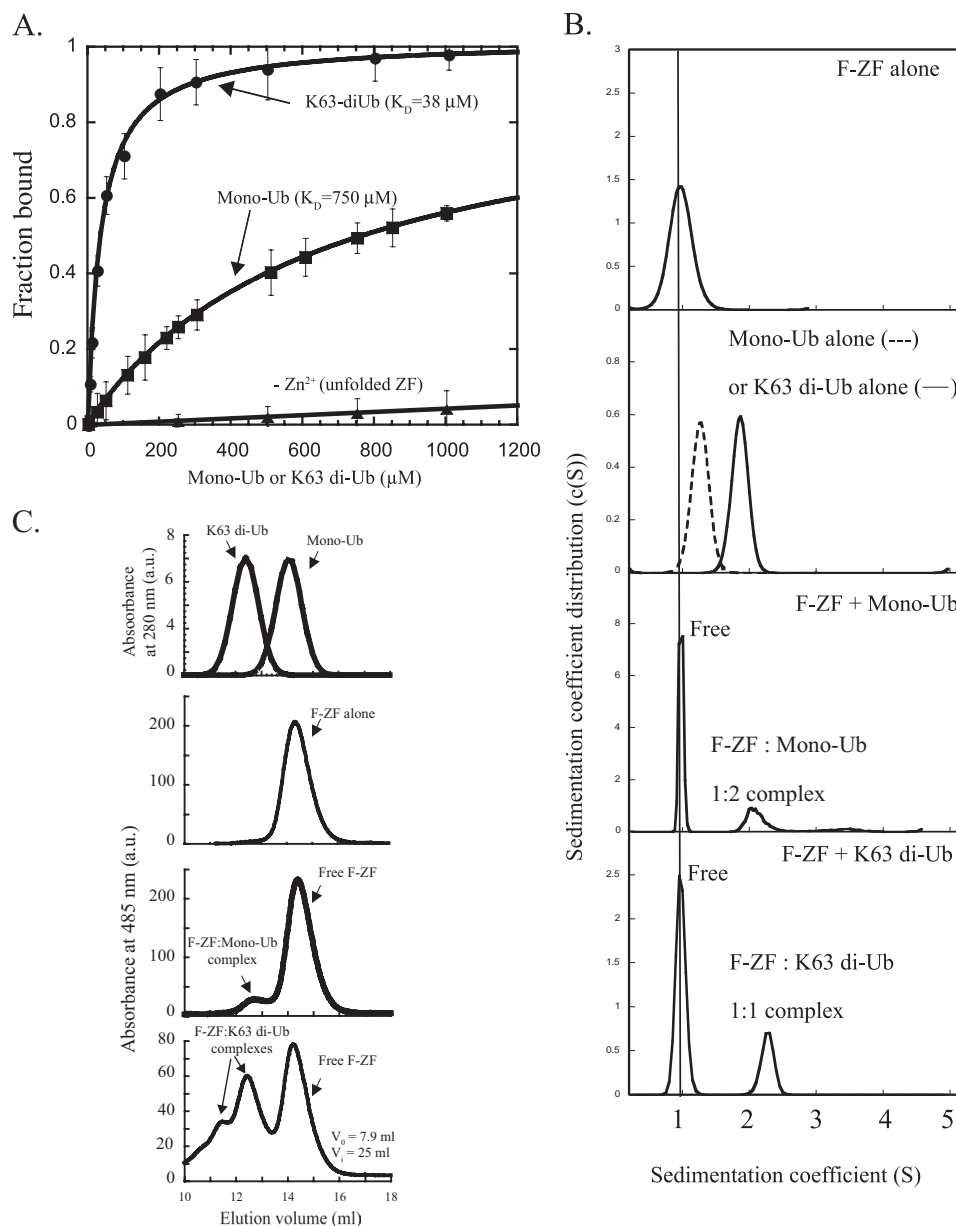 A.
1
0.8
0.6
0.4
0.2
0
Fraction bound
K63-diUb (K_D=38 µM)
Mono-Ub (K_D=750 µM)
- Zn²⁺ (unfolded ZF)
0 200 400 600 800 1000 1200
Mono-Ub or K63 di-Ub (µM)
B.
Sedimentation coefficient distribution (c(S))
3
2.5
2
1.5
1
0.5
0
F-ZF alone
Mono-Ub alone (---)
or K63 di-Ub alone (—)
0.8
0.6
0.4
0.2
0
F-ZF + Mono-Ub
Free
8
6
4
2
0
F-ZF : Mono-Ub
1:2 complex
F-ZF + K63 di-Ub
Free
2.5
2
1.5
1
0.5
0
F-ZF : K63 di-Ub
1:1 complex
1 2 3 4 5
Sedimentation coefficient (S)
C.
K63 di-Ub
Mono-Ub
Absoorbance
at 280 nm (a.u.)
8
6
4
2
0
F-ZF alone
200
100
0
Absorbance at 485 nm (a.u.)
Free F-ZF
F-ZF:Mono-Ub
complex
200
100
0
F-ZF:K63 di-Ub
complexes
Free F-ZF
80
60
40
20
0
V₀ = 7.9 ml
V_i = 25 ml
10 12 14 16 18
Elution volume (ml)